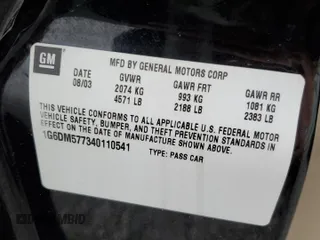 GM
MFD BY GENERAL MOTORS CORP
DATE GVWR GAWR FRT GAWR RR
08/03 2074 KG 993 KG 1081 KG
4571 LB 2188 LB 2383 LB
THIS VEHICLE CONFORMS TO ALL APPLICABLE U.S. FEDERAL MOTOR
VEHICLE SAFETY, BUMPER, AND THEFT PREVENTION STANDARDS
IN EFFECT ON THE DATE OF MANUFACTURE SHOWN ABOVE.
1G6DM577340110541 TYPE: PASS CAR